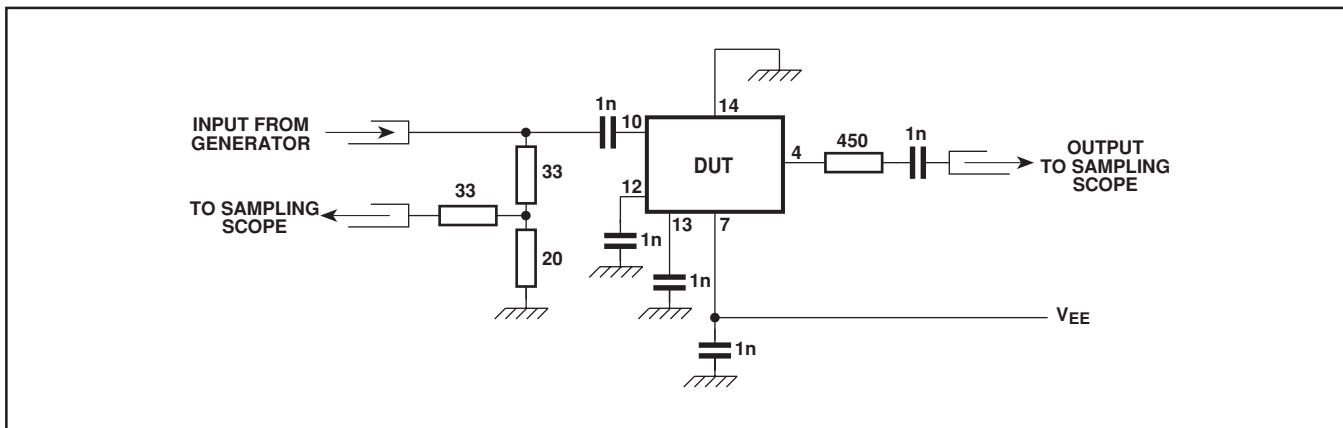 INPUT FROM
GENERATOR
TO SAMPLING
SCOPE
33
33
20
1n
10
12
1n
13
1n
14
DUT
7
4
450
1n
OUTPUT
TO SAMPLING
SCOPE
VEE
1n